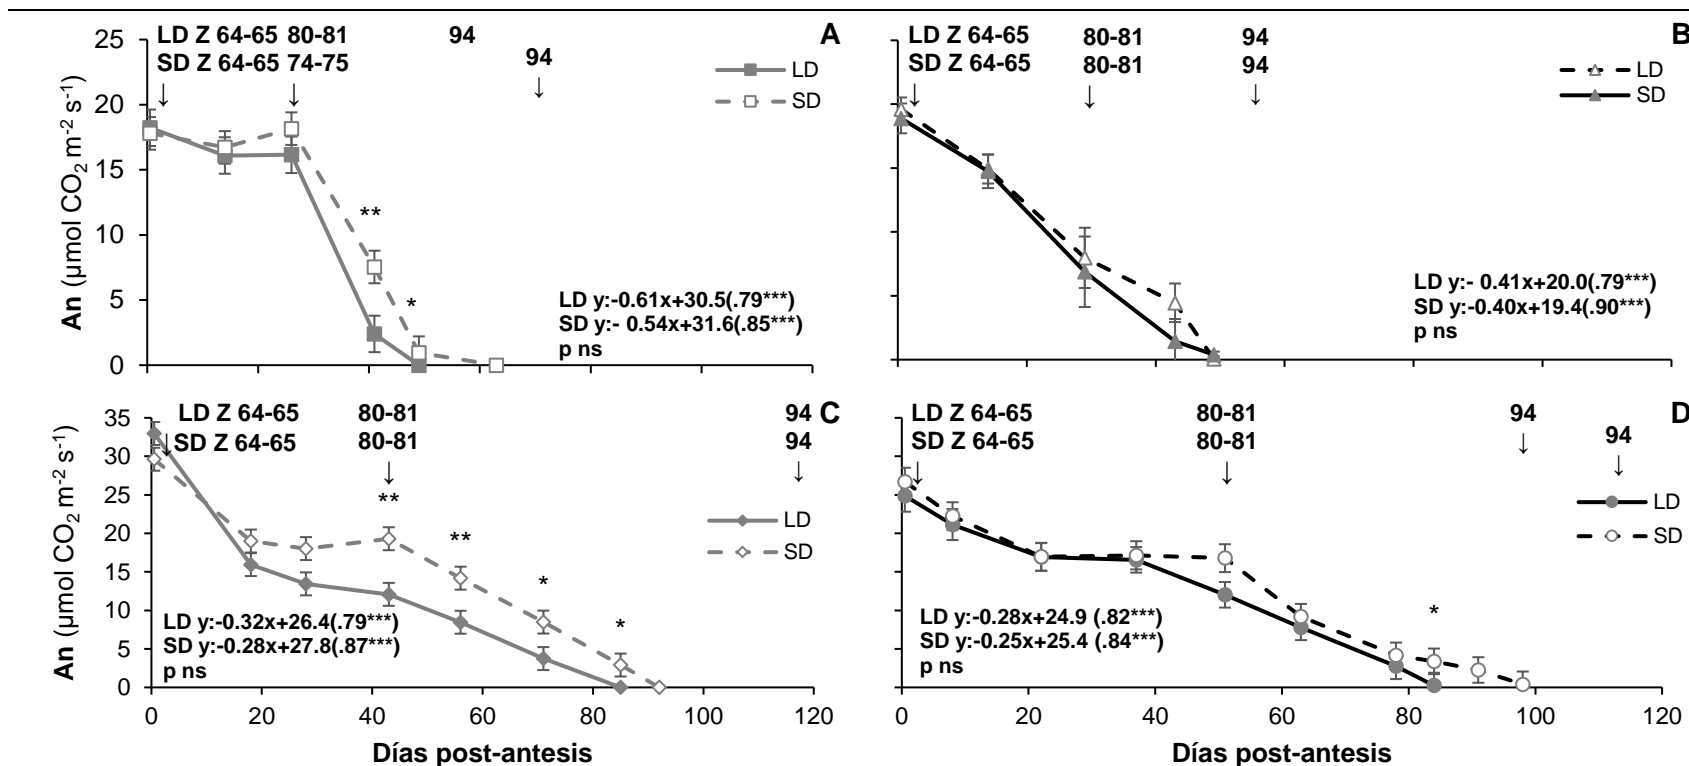 LD Z 64-65 80-81 94 A
SD Z 64-65 74-75 94
An (µmol CO2 m-2 s-1)
25
20
15
10
5
0
LD
SD
**
*
LD y:-0.61x+30.5(.79***)
SD y:- 0.54x+31.6(.85***)
p ns
0 20 40 60 80 100 120
LD Z 64-65 80-81 94 B
SD Z 64-65 80-81 94
LD
SD
LD y:- 0.41x+20.0(.79***)
SD y:-0.40x+19.4(.90***)
p ns
LD Z 64-65 80-81 94 C
SD Z 64-65 80-81 94
An (µmol CO2 m-2 s-1)
35
30
25
20
15
10
5
0
LD
SD
**
**
*
*
LD y:-0.32x+26.4(.79***)
SD y:-0.28x+27.8(.87***)
p ns
0 20 40 60 80 100 120
Días post-antesis
LD Z 64-65 80-81 94 D
SD Z 64-65 80-81 94
LD
SD
*
LD y:-0.28x+24.9 (.82***)
SD y:-0.25x+25.4 (.84***)
p ns
0 20 40 60 80 100 120
Días post-antesis